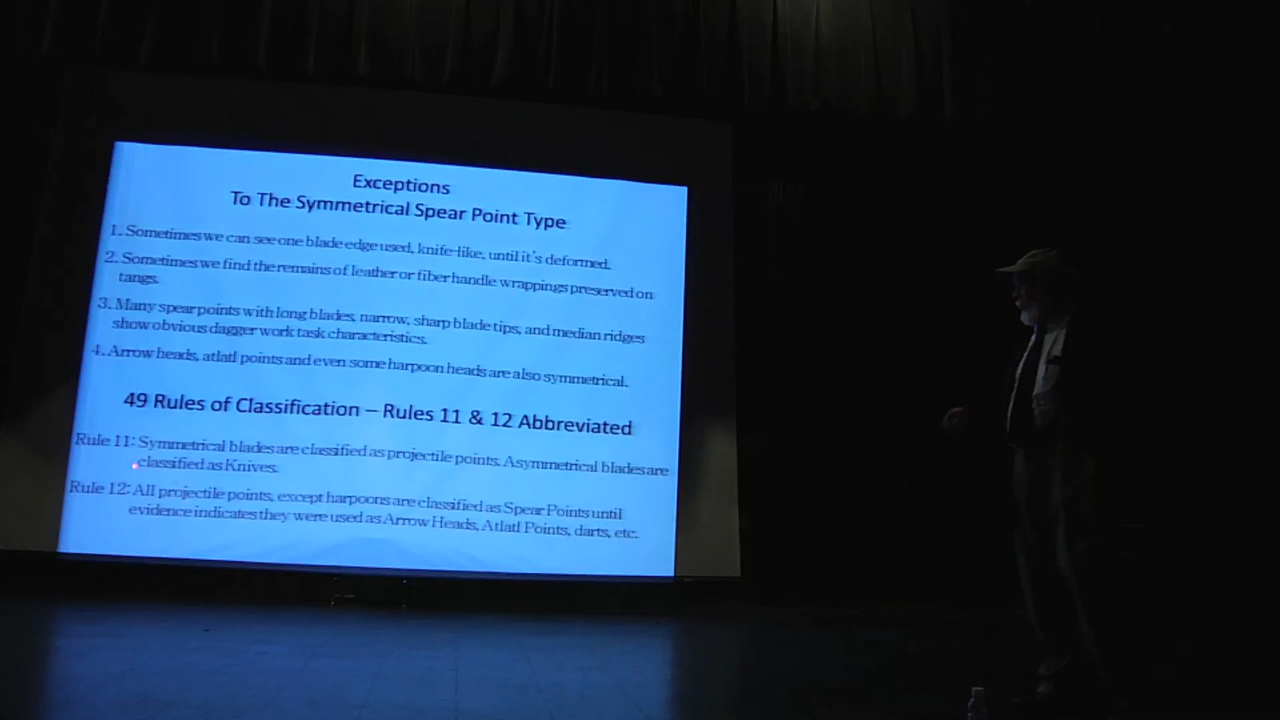 Exceptions
To The Symmetrical Spear Point Type
1. Sometimes we can see one blade edge used, knife-like, until it's deformed.
2. Sometimes we find the remains of leather or fiber handle wrappings preserved on
tangs.
3. Many spear points with long blades, narrow, sharp blade tips, and median ridges
show obvious dagger work task characteristics.
4. Arrow heads, atlatl points and even some harpoon heads are also symmetrical.
49 Rules of Classification – Rules 11 & 12 Abbreviated
Rule 11: Symmetrical blades are classified as projectile points. Asymmetrical blades are
classified as Knives.
Rule 12: All projectile points, except harpoons are classified as Spear Points until
evidence indicates they were used as Arrow Heads, Atlatl Points, darts, etc.